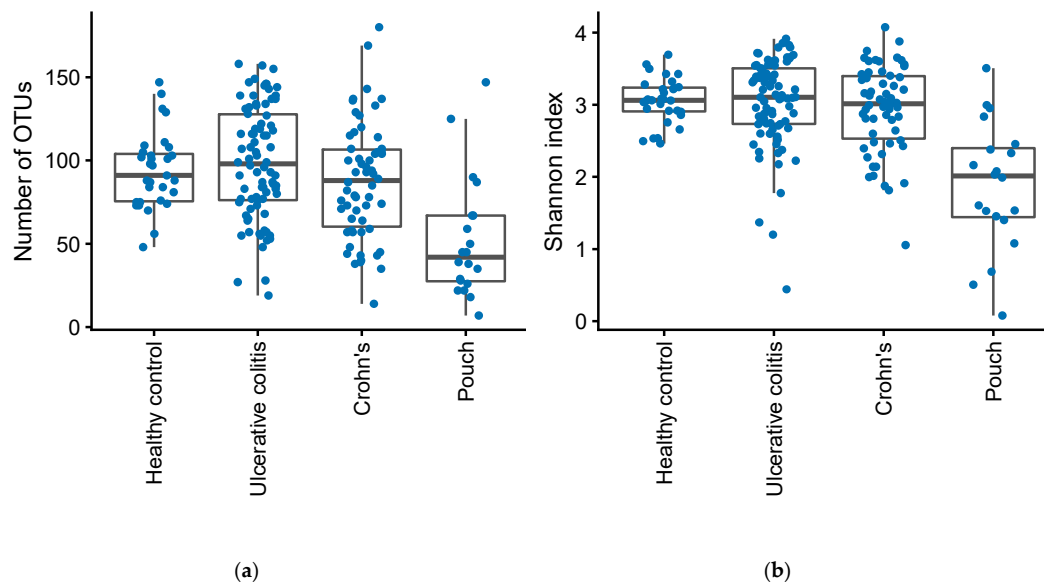 Number of OTUs
150
100
50
0
Healthy control
Ulcerative colitis
Crohn's
Pouch
(a)
Shannon index
4
3
2
1
0
Healthy control
Ulcerative colitis
Crohn's
Pouch
(b)